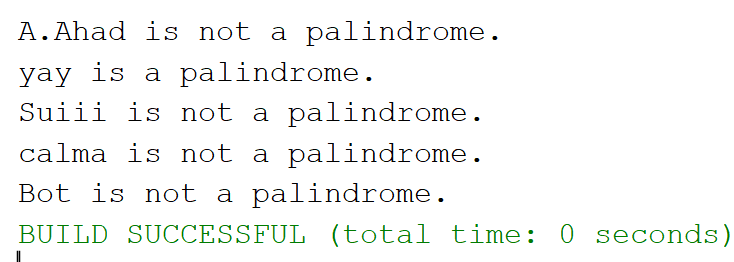 A.Ahad is not a palindrome.
yay is a palindrome.
Suiii is not a palindrome.
calma is not a palindrome.
Bot is not a palindrome.
BUILD SUCCESSFUL (total time: 0 seconds)